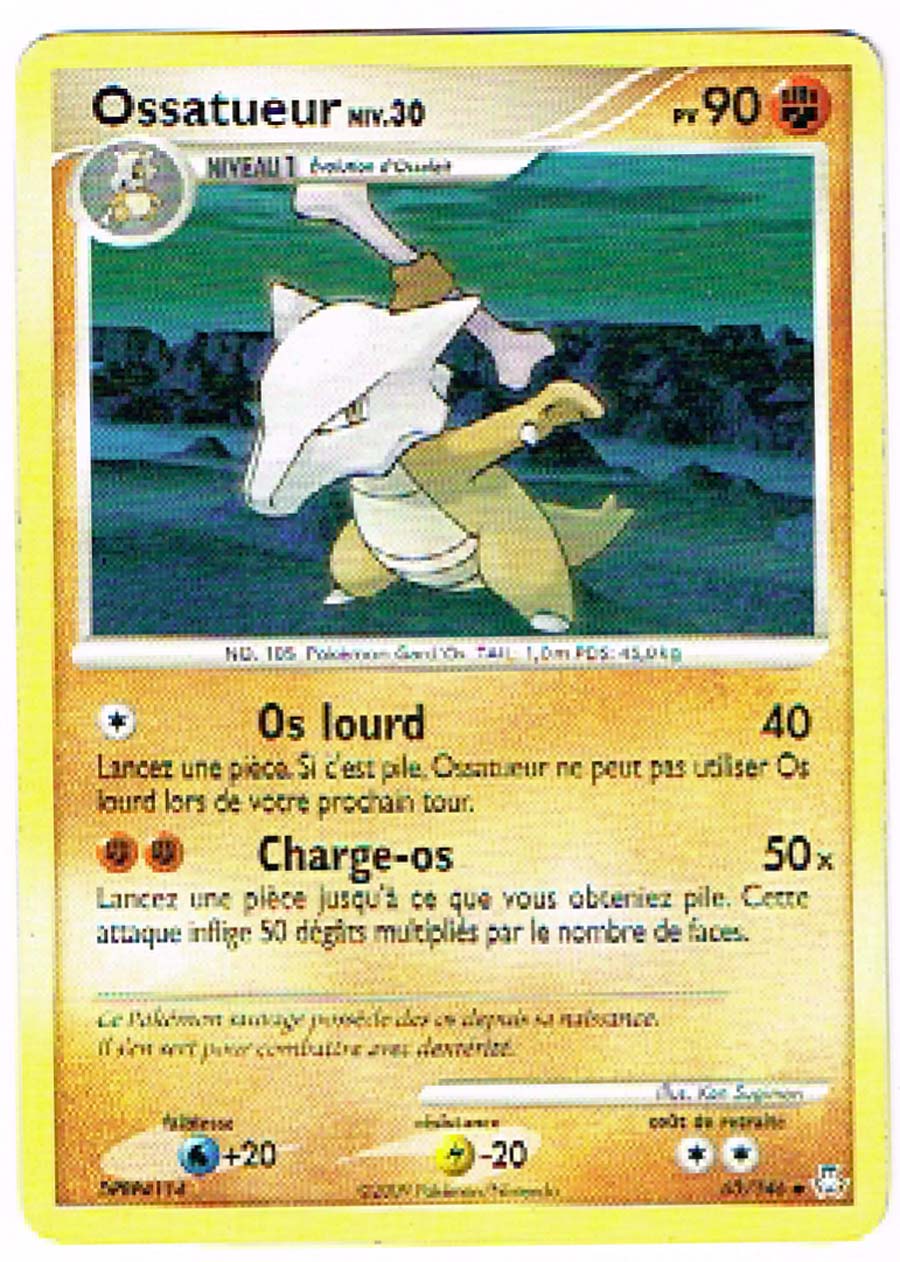 Ossatueur NIV.30
PV 90
NIVEAU 1 Évolution d'Osselait
NO. 105 Pokémon Gard'Os TAIL: 1,0m PDS: 45,0kg
Os lourd 40
Lancez une pièce. Si c'est pile, Ossatueur ne peut pas utiliser Os
lourd lors de votre prochain tour.
Charge-os 50x
Lancez une pièce jusqu'à ce que vous obteniez pile. Cette
attaque inflige 50 dégâts multipliés par le nombre de faces.
Ce Pokémon sauvage possède des os depuis sa naissance.
Il s'en sert pour combattre avec dextérité.
Illus. Ken Sugimori
faiblesse résistance coût de retraite
+20 -20
©2009 Pokémon/Nintendo